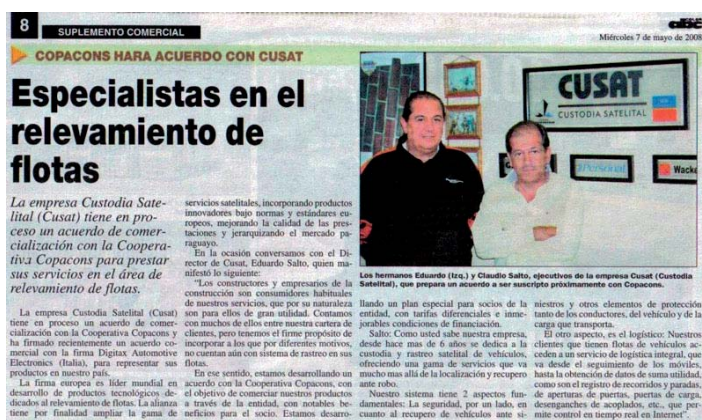 8
SUPLEMENTO COMERCIAL
abc
Miércoles 7 de mayo de 2008
COPACONS HARA ACUERDO CON CUSAT
Especialistas en el
relevamiento de
flotas
La empresa Custodia Sate-
lital (Cusat) tiene en pro-
ceso un acuerdo de comer-
cialización con la Coopera-
tiva Copacons para prestar
sus servicios en el área de
relevamiento de flotas.
La empresa Custodia Satelital (Cusat)
tiene en proceso un acuerdo de comer-
cialización con la Cooperativa Copacons y
ha firmado recientemente un acuerdo co-
mercial con la firma Digitax Automotive
Electronics (Italia), para representar sus
productos en nuestro país.
La firma europea es líder mundial en
desarrollo de productos tecnológicos de-
dicados al relevamiento de flotas. La alianza
tiene por finalidad ampliar la gama de
servicios satelitales, incorporando productos
innovadores bajo normas y estándares eu-
ropeos, mejorando la calidad de las pres-
taciones y jerarquizando el mercado pa-
raguayo.
En la ocasión conversamos con el Di-
rector de Cusat, Eduardo Salto, quien ma-
nifestó lo siguiente:
"Los constructores y empresarios de la
construcción son consumidores habituales
de nuestros servicios, que por su naturaleza
son para ellos de gran utilidad. Contamos
con muchos de ellos entre nuestra cartera de
clientes, pero tenemos el firme propósito de
incorporar a los que por diferentes motivos,
no cuentan aún con sistema de rastreo en sus
flotas.
En ese sentido, estamos desarrollando un
acuerdo con la Cooperativa Copacons, con
el objetivo de comercializar nuestros productos
a través de la entidad, con notables be-
neficios para el socio. Estamos desarro-
CUSAT
CUSTODIA SATELITAL
Personal
Wacke
Los hermanos Eduardo (Izq.) y Claudio Salto, ejecutivos de la empresa Cusat (Custodia
Satelital), que prepara un acuerdo a ser suscripto próximamente con Copacons.
llando un plan especial para socios de la
entidad, con tarifas diferenciales e inme-
jorables condiciones de financiación.
Salto: Como usted sabe nuestra empresa,
desde hace mas de 6 años se dedica a la
custodia y rastreo satelital de vehículos,
ofreciendo una gama de servicios que va
mucho mas allá de la localización y recupero
ante robo.
Nuestro sistema tiene 2 aspectos fun-
damentales: La seguridad, por un lado, en
cuanto al recupero de vehículos ante si-
niestros y otros elementos de protección
tanto de los conductores, del vehículo y de la
carga que transporta.
El otro aspecto, es el logístico: Nuestros
clientes que tienen flotas de vehículos ac-
ceden a un servicio de logística integral, que
va desde el seguimiento de los móviles,
hasta la obtención de datos de suma utilidad,
como son el registro de recorridos y paradas,
de aperturas de puertas, puertas de carga,
desenganches de acoplados, etc., que per-
mite control en tiempo real en Internet.